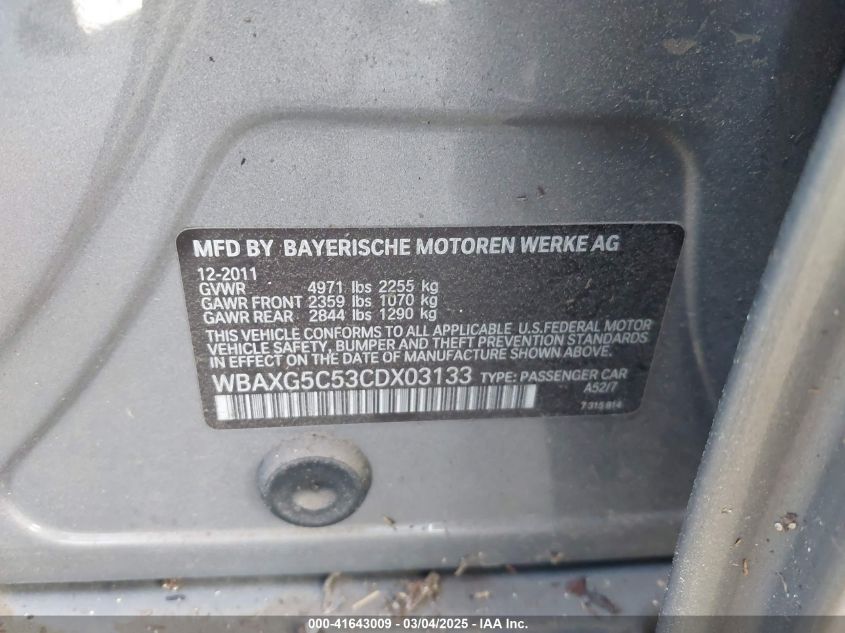 MFD BY BAYERISCHE MOTOREN WERKE AG
12-2011
GVWR 4971 lbs 2255 kg
GAWR FRONT 2359 lbs 1070 kg
GAWR REAR 2844 lbs 1290 kg
THIS VEHICLE CONFORMS TO ALL APPLICABLE U.S.FEDERAL MOTOR
VEHICLE SAFETY, BUMPER AND THEFT PREVENTION STANDARDS
IN EFFECT ON THE DATE OF MANUFACTURE SHOWN ABOVE.
WBAXG5C53CDX03133 TYPE: PASSENGER CAR
A52/7
7 315 814
000-41643009 - 03/04/2025 - IAA Inc.